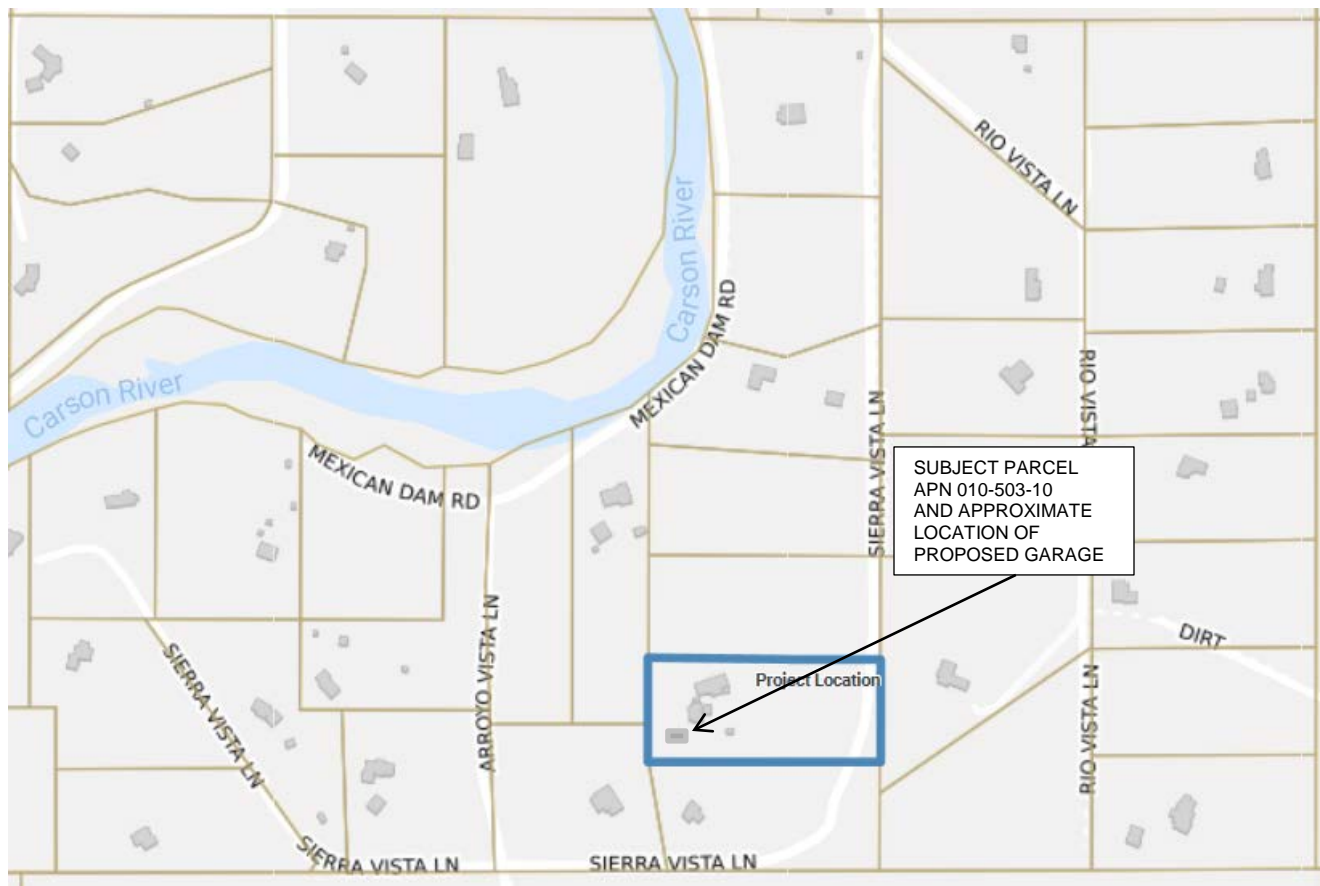 RIO VISTA LN
Carson River
MEXICAN DAM RD
RIO VISTA
Carson River
SIERRA VISTA LN
MEXICAN DAM RD
SUBJECT PARCEL
APN 010-503-10
AND APPROXIMATE
LOCATION OF
PROPOSED GARAGE
ARROYO VISTA LN
DIRT
SIERRA VISTA LN
Project Location
RIO VISTA LN
SIERRA VISTA LN
SIERRA VISTA LN